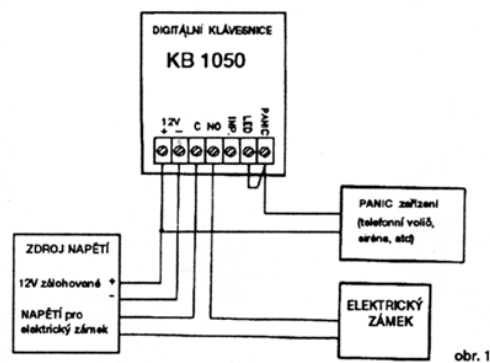 DIGITÁLNÍ KLÁVESNICE
KB 1050
12V
+ − C NO IMP. LED PANIC
PANIC zařízení
(telefonní volič,
siréna, atd)
ZDROJ NAPĚTÍ
12V zálohované +
−
NAPĚTÍ pro
elektrický zámek
ELEKTRICKÝ
ZÁMEK
obr. 1